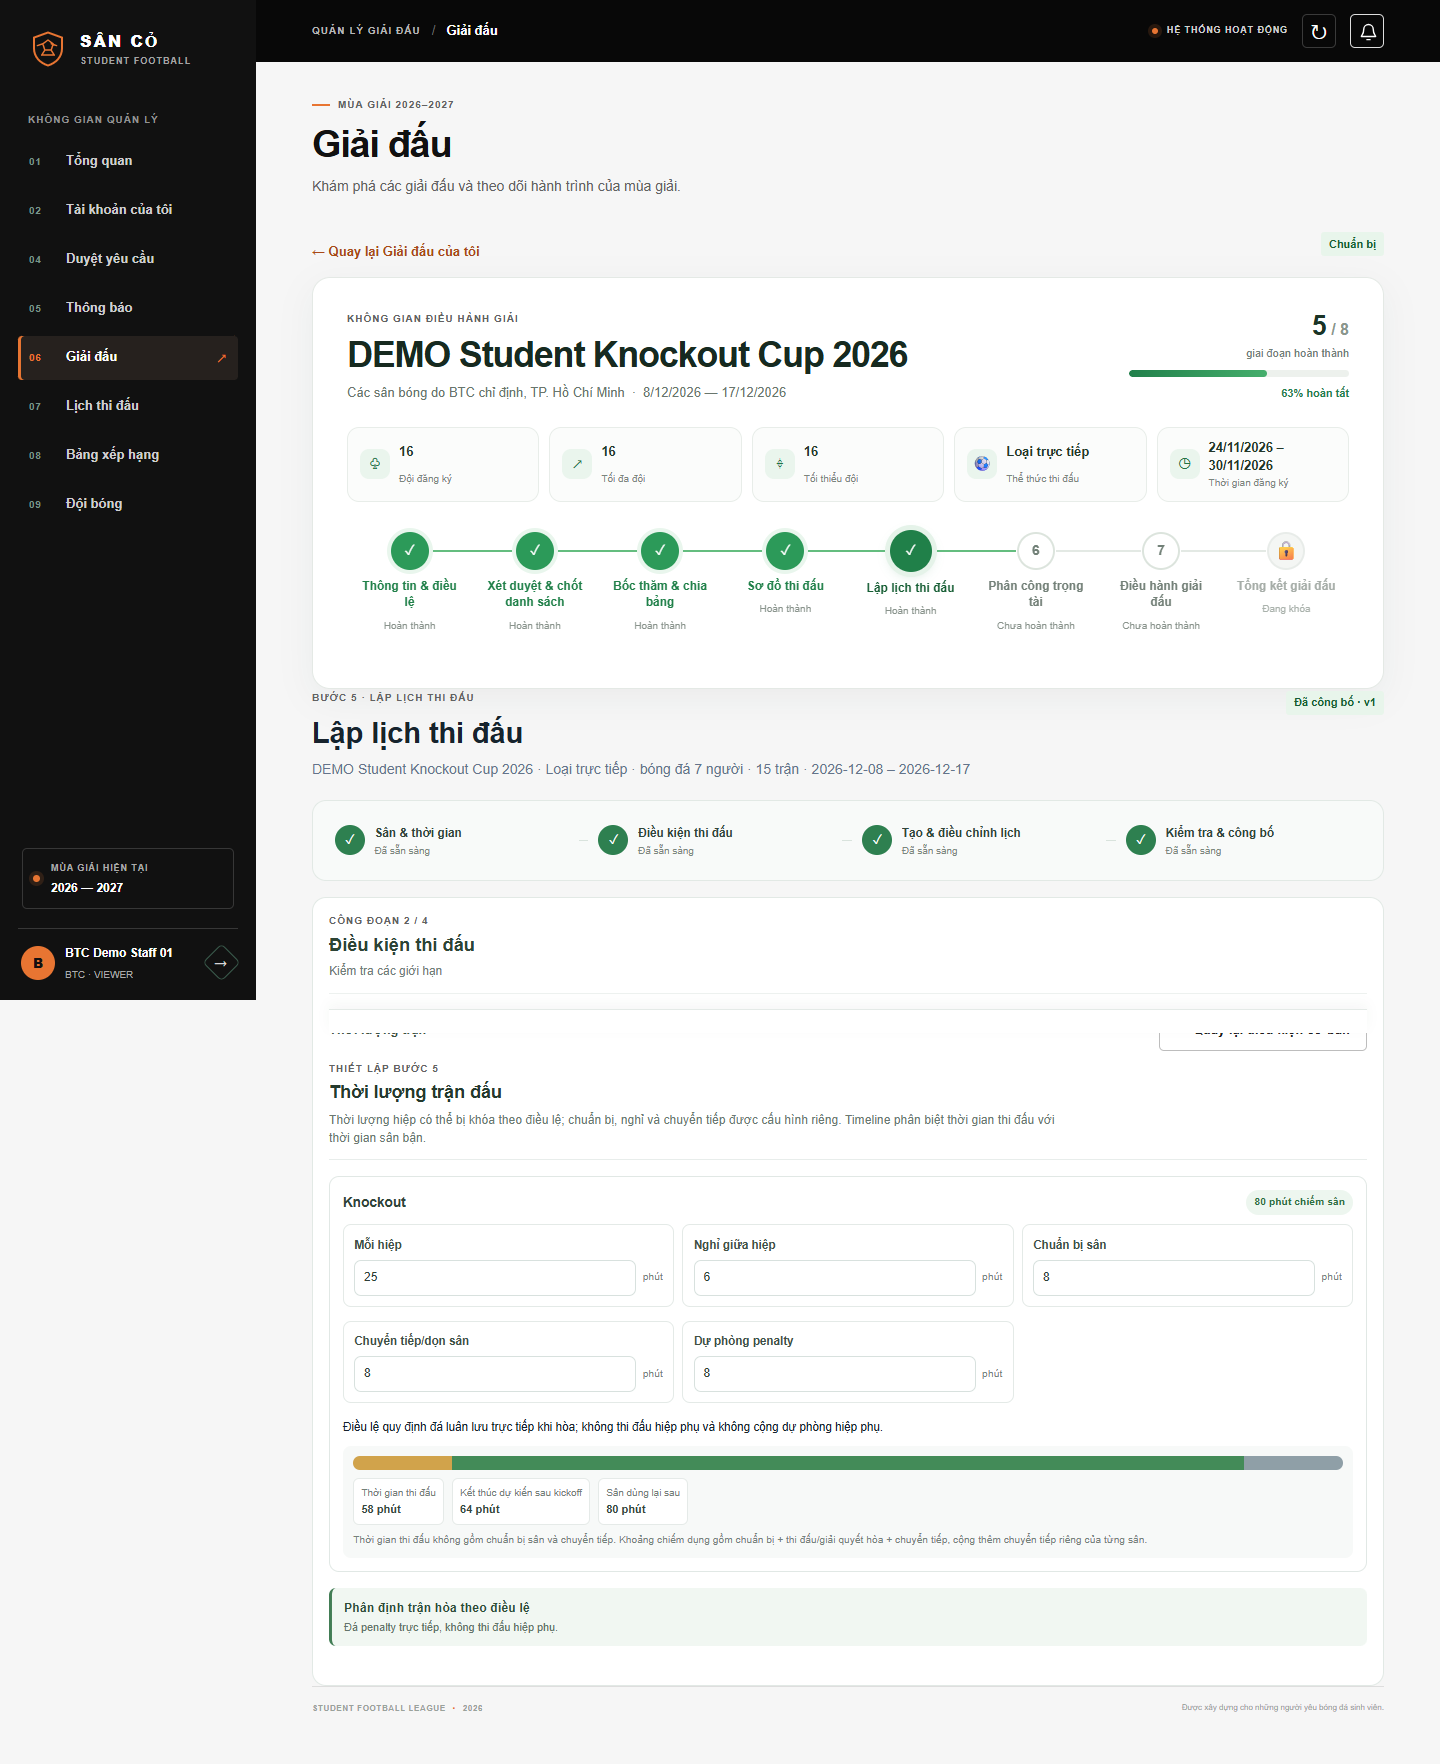 SÂN CỎ
STUDENT FOOTBALL
KHÔNG GIAN QUẢN LÝ
01 Tổng quan
02 Tài khoản của tôi
04 Duyệt yêu cầu
05 Thông báo
06 Giải đấu ↗
07 Lịch thi đấu
08 Bảng xếp hạng
09 Đội bóng
MÙA GIẢI HIỆN TẠI
2026 — 2027
B
BTC Demo Staff 01
BTC · VIEWER
→
QUẢN LÝ GIẢI ĐẤU / Giải đấu
HỆ THỐNG HOẠT ĐỘNG
MÙA GIẢI 2026–2027
Giải đấu
Khám phá các giải đấu và theo dõi hành trình của mùa giải.
← Quay lại Giải đấu của tôi
Chuẩn bị
KHÔNG GIAN ĐIỀU HÀNH GIẢI
DEMO Student Knockout Cup 2026
Các sân bóng do BTC chỉ định, TP. Hồ Chí Minh · 8/12/2026 — 17/12/2026
5 / 8
giai đoạn hoàn thành
63% hoàn tất
16
Đội đăng ký
16
Tối đa đội
16
Tối thiểu đội
Loại trực tiếp
Thể thức thi đấu
24/11/2026 –
30/11/2026
Thời gian đăng ký
Thông tin & điều
lệ
Hoàn thành
Xét duyệt & chốt
danh sách
Hoàn thành
Bốc thăm & chia
bảng
Hoàn thành
Sơ đồ thi đấu
Hoàn thành
Lập lịch thi đấu
Hoàn thành
6
Phân công trọng
tài
Chưa hoàn thành
7
Điều hành giải
đấu
Chưa hoàn thành
Tổng kết giải đấu
Đang khóa
BƯỚC 5 · LẬP LỊCH THI ĐẤU
Đã công bố · v1
Lập lịch thi đấu
DEMO Student Knockout Cup 2026 · Loại trực tiếp · bóng đá 7 người · 15 trận · 2026-12-08 – 2026-12-17
Sân & thời gian
Đã sẵn sàng
Điều kiện thi đấu
Đã sẵn sàng
Tạo & điều chỉnh lịch
Đã sẵn sàng
Kiểm tra & công bố
Đã sẵn sàng
CÔNG ĐOẠN 2 / 4
Điều kiện thi đấu
Kiểm tra các giới hạn
THIẾT LẬP BƯỚC 5
Thời lượng trận đấu
Thời lượng hiệp có thể bị khóa theo điều lệ; chuẩn bị, nghỉ và chuyển tiếp được cấu hình riêng. Timeline phân biệt thời gian thi đấu với
thời gian sân bận.
Knockout
80 phút chiếm sân
Mỗi hiệp
25 phút
Nghỉ giữa hiệp
6 phút
Chuẩn bị sân
8 phút
Chuyển tiếp/dọn sân
8 phút
Dự phòng penalty
8 phút
Điều lệ quy định đá luân lưu trực tiếp khi hòa; không thi đấu hiệp phụ và không cộng dự phòng hiệp phụ.
Thời gian thi đấu
58 phút
Kết thúc dự kiến sau kickoff
64 phút
Sân dùng lại sau
80 phút
Thời gian thi đấu không gồm chuẩn bị sân và chuyển tiếp. Khoảng chiếm dụng gồm chuẩn bị + thi đấu/giải quyết hòa + chuyển tiếp, cộng thêm chuyển tiếp riêng của từng sân.
Phân định trận hòa theo điều lệ
Đá penalty trực tiếp, không thi đấu hiệp phụ.
STUDENT FOOTBALL LEAGUE • 2026
Được xây dựng cho những người yêu bóng đá sinh viên.